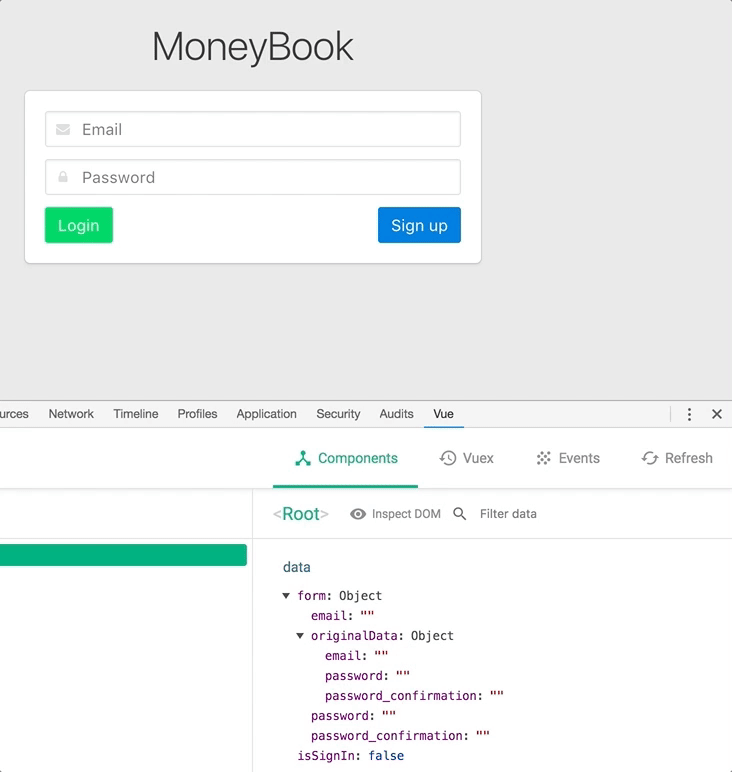 MoneyBook
Email
Password
Login Sign up
urces Network Timeline Profiles Application Security Audits Vue
Components Vuex Events Refresh
<Root> Inspect DOM Filter data
data
form: Object
email: ""
originalData: Object
email: ""
password: ""
password_confirmation: ""
password: ""
password_confirmation: ""
isSignIn: false